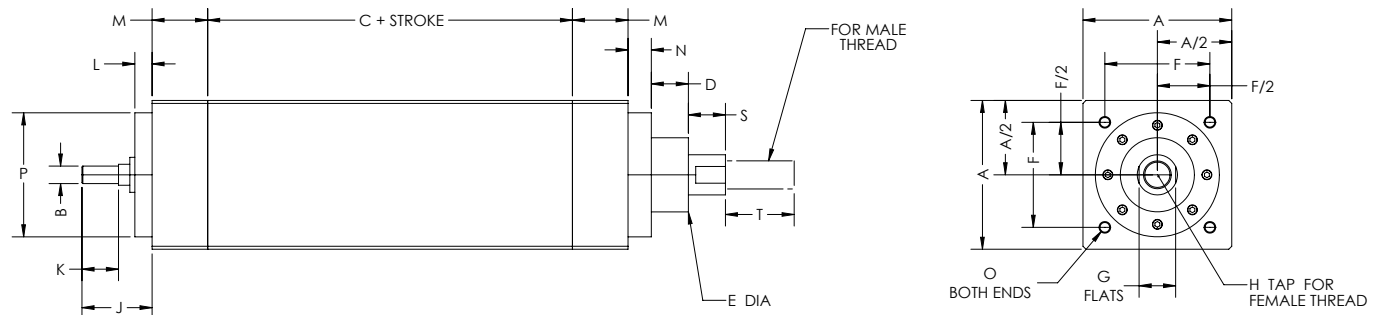 M
C + STROKE
M
FOR MALE
THREAD
L
N
D
S
P
B
K
J
T
E DIA
A
A/2
F
F/2
F/2
A/2
F
A
O
BOTH ENDS
G
FLATS
H TAP FOR
FEMALE THREAD